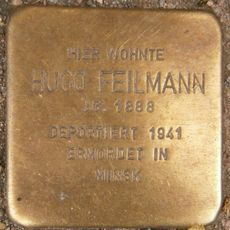 HIER WOHNTE
HUGO FEILMANN
JG. 1888
DEPORTIERT 1941
ERMORDET IN
MINSK